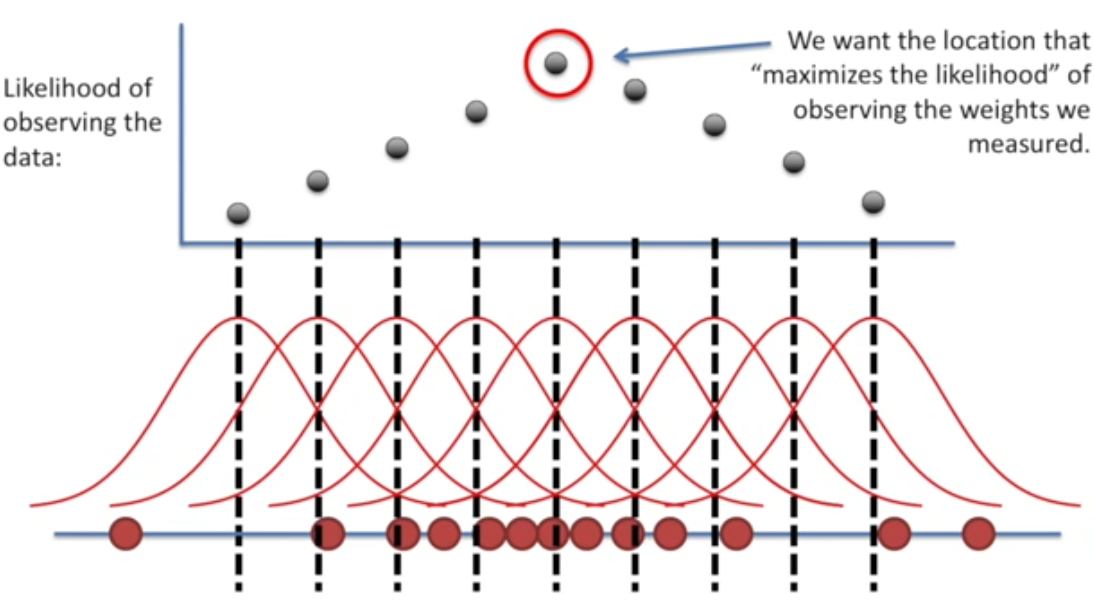 Likelihood of
observing the
data:
We want the location that
“maximizes the likelihood” of
observing the weights we
measured.